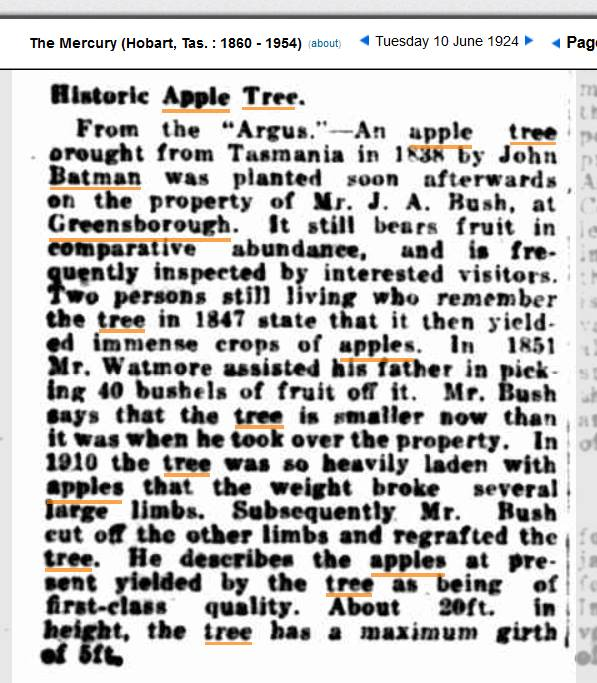 The Mercury (Hobart, Tas. : 1860 - 1954) (about) Tuesday 10 June 1924 Pag
Historic Apple Tree.
From the "Argus."—An apple tree
orought from Tasmania in 1838 by John
Batman was planted soon afterwards
on the property of Mr. J. A. Bush, at
Greensborough. It still bears fruit in
comparative abundance, and is fre-
quently inspected by interested visitors.
Two persons still living who remember
the tree in 1847 state that it then yield-
ed immense crops of apples. In 1851
Mr. Watmore assisted his father in pick-
ing 40 bushels of fruit off it. Mr. Bush
says that the tree is smaller now than
it was when he took over the property. In
1910 the tree was so heavily laden with
apples that the weight broke several
large limbs. Subsequently Mr. Bush
cut off the other limbs and regrafted the
tree. He describes the apples at pre-
sent yielded by the tree as being of
first-class quality. About 20ft. in
height, the tree has a maximum girth
of 5ft.